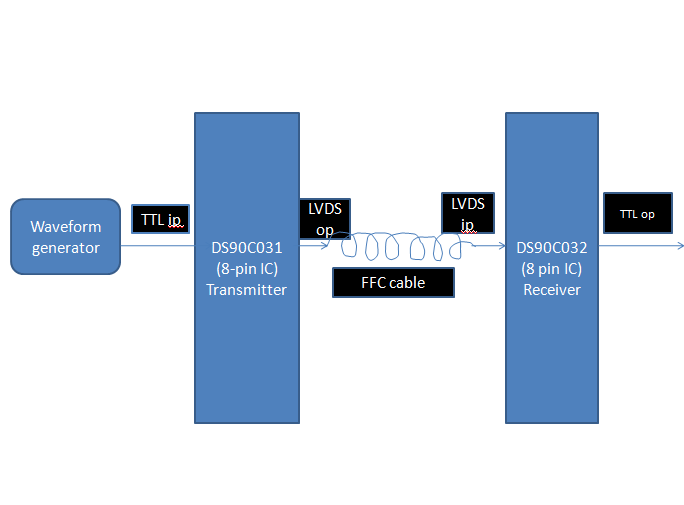 Waveform
generator
TTL ip
DS90C031
(8-pin IC)
Transmitter
LVDS
op
FFC cable
LVDS
ip
DS90C032
(8 pin IC)
Receiver
TTL op